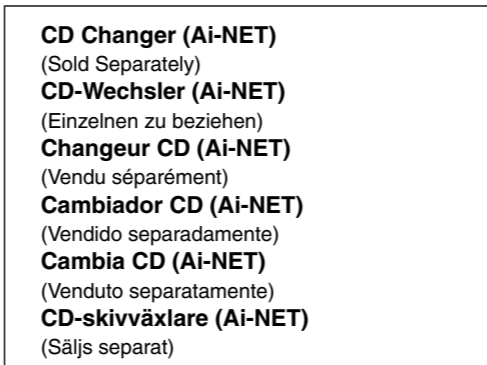 CD Changer (Ai-NET)
(Sold Separately)
CD-Wechsler (Ai-NET)
(Einzelnen zu beziehen)
Changeur CD (Ai-NET)
(Vendu séparément)
Cambiador CD (Ai-NET)
(Vendido separadamente)
Cambia CD (Ai-NET)
(Venduto separatamente)
CD-skivväxlare (Ai-NET)
(Säljs separat)